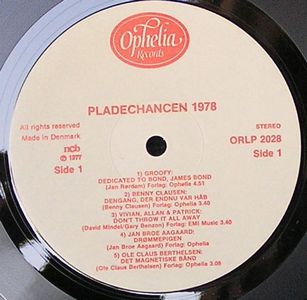 Ophelia
Records
PLADECHANCEN 1978
All rights reserved
Made in Denmark
ncb
℗ 1977
Side 1
STEREO
ORLP 2028
Side 1
1) GROOFY:
DEDICATED TO BOND, JAMES BOND
(Jan Rørdam) Forlag: Ophelia 4.51
2) BENNY CLAUSEN:
DENGANG, DER ENDNU VAR HÅB
(Benny Clausen) Forlag: Ophelia 3.40
3) VIVIAN, ALLAN & PATRICK:
DON'T THROW IT ALL AWAY
(David Mindel/Gary Benzon) Forlag: EMI Music 3.40
4) JAN BROE AAGAARD:
DRØMMEPIGEN
(Jan Broe Aagaard) Forlag: Ophelia
5) OLE CLAUS BERTHELSEN:
DET MAGNETISKE BÅND
(Ole Claus Berthelsen) Forlag: Ophelia 3.08